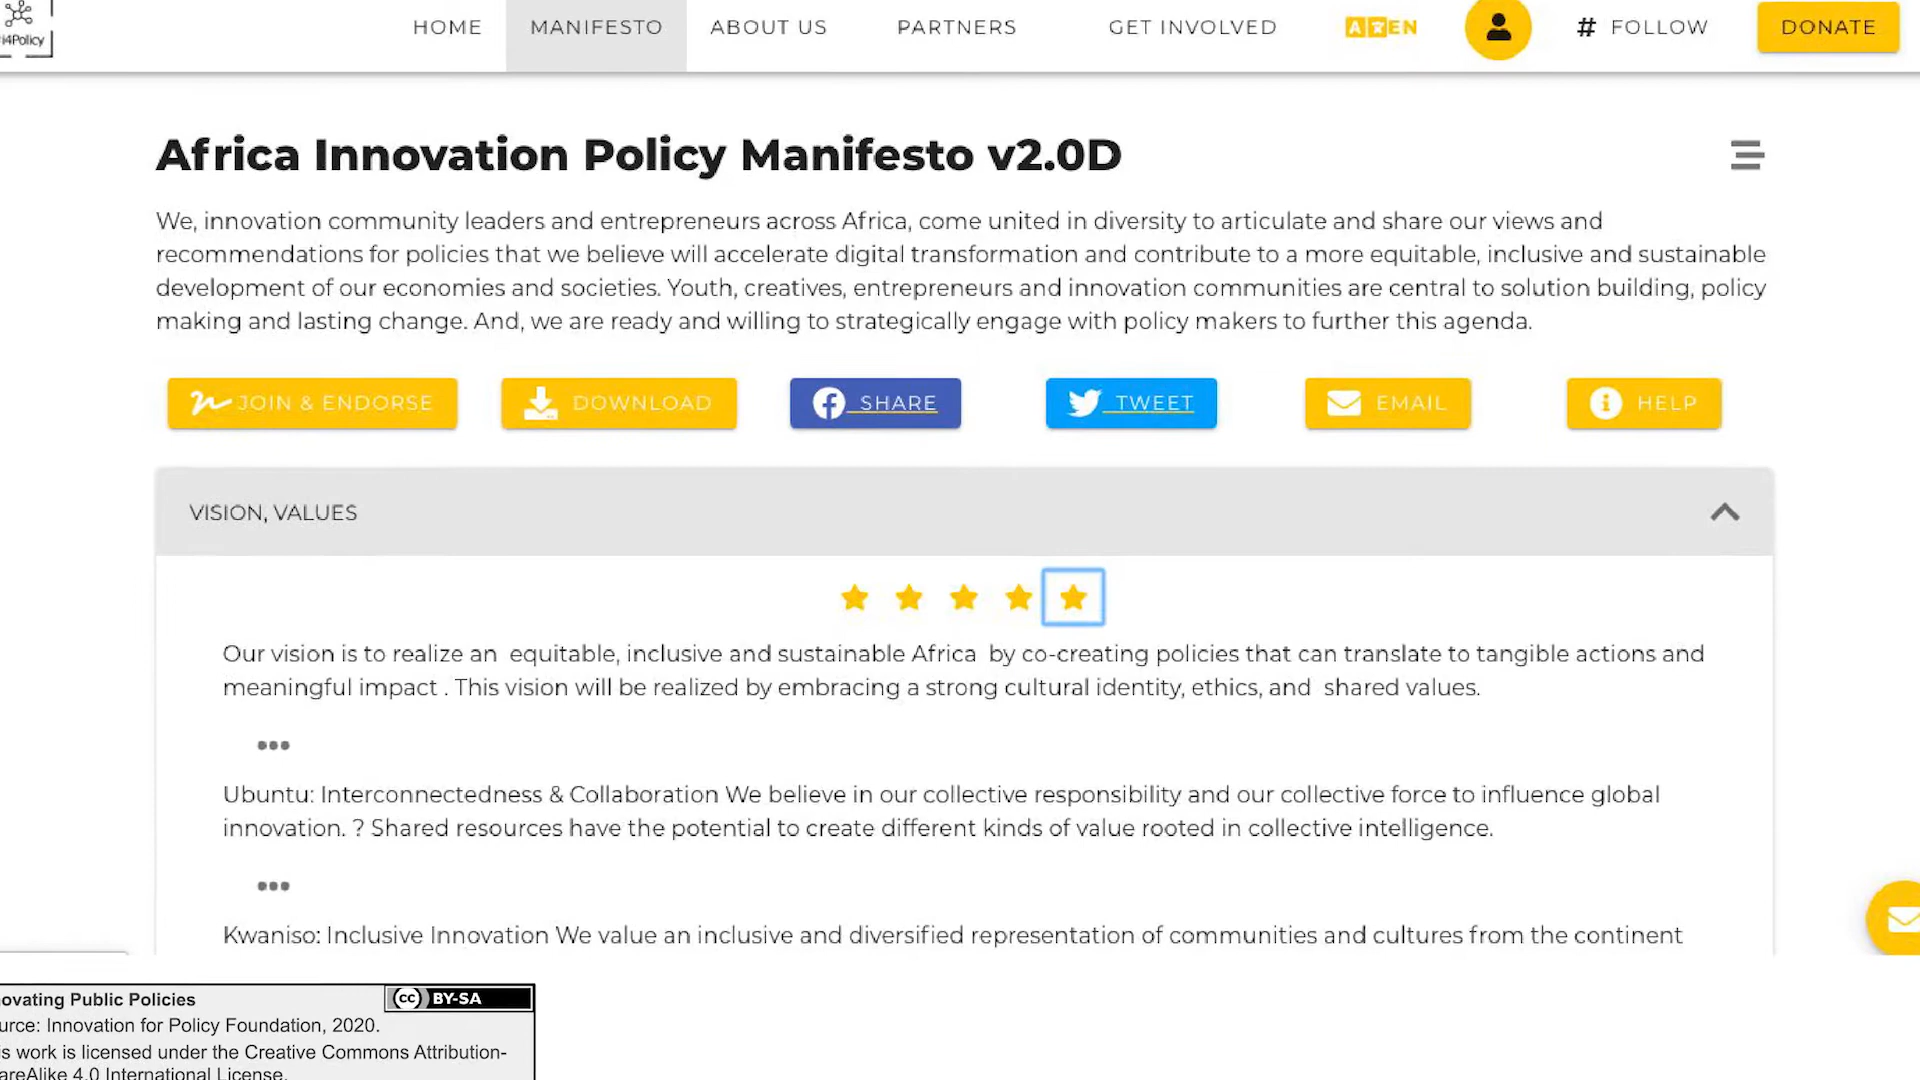 i4Policy
HOME MANIFESTO ABOUT US PARTNERS GET INVOLVED EN # FOLLOW DONATE
Africa Innovation Policy Manifesto v2.0D
We, innovation community leaders and entrepreneurs across Africa, come united in diversity to articulate and share our views and
recommendations for policies that we believe will accelerate digital transformation and contribute to a more equitable, inclusive and sustainable
development of our economies and societies. Youth, creatives, entrepreneurs and innovation communities are central to solution building, policy
making and lasting change. And, we are ready and willing to strategically engage with policy makers to further this agenda.
JOIN & ENDORSE DOWNLOAD SHARE TWEET EMAIL HELP
VISION, VALUES
Our vision is to realize an equitable, inclusive and sustainable Africa by co-creating policies that can translate to tangible actions and
meaningful impact . This vision will be realized by embracing a strong cultural identity, ethics, and shared values.
Ubuntu: Interconnectedness & Collaboration We believe in our collective responsibility and our collective force to influence global
innovation. ? Shared resources have the potential to create different kinds of value rooted in collective intelligence.
Kwaniso: Inclusive Innovation We value an inclusive and diversified representation of communities and cultures from the continent
ovating Public Policies cc BY-SA
urce: Innovation for Policy Foundation, 2020.
is work is licensed under the Creative Commons Attribution-
areAlike 4.0 International License.